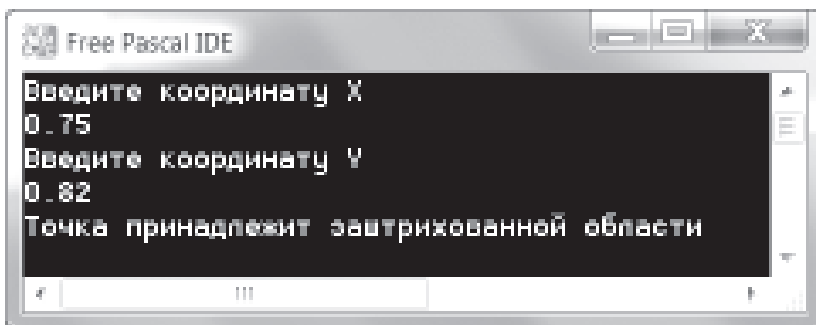 Free Pascal IDE
Введите координату X
0.75
Введите координату Y
0.82
Точка принадлежит заштрихованной области